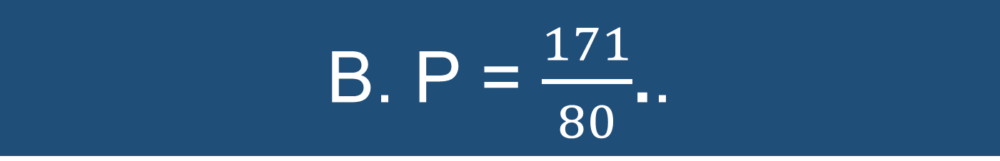 B. P = 171/80..